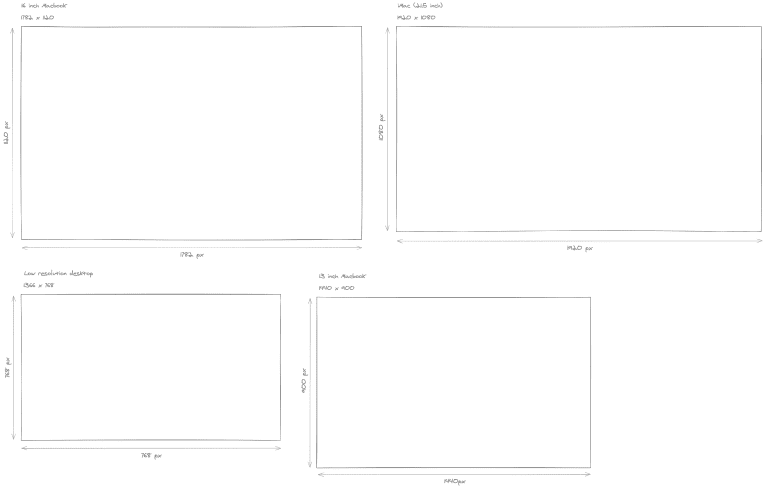 16 inch Macbook
1792 x 1120
1120 px
1792 px
iMac (21.5 inch)
1920 x 1080
1080 px
1920 px
Low resolution desktop
1366 x 768
768 px
768 px
13 inch Macbook
1440 x 900
900 px
1440px